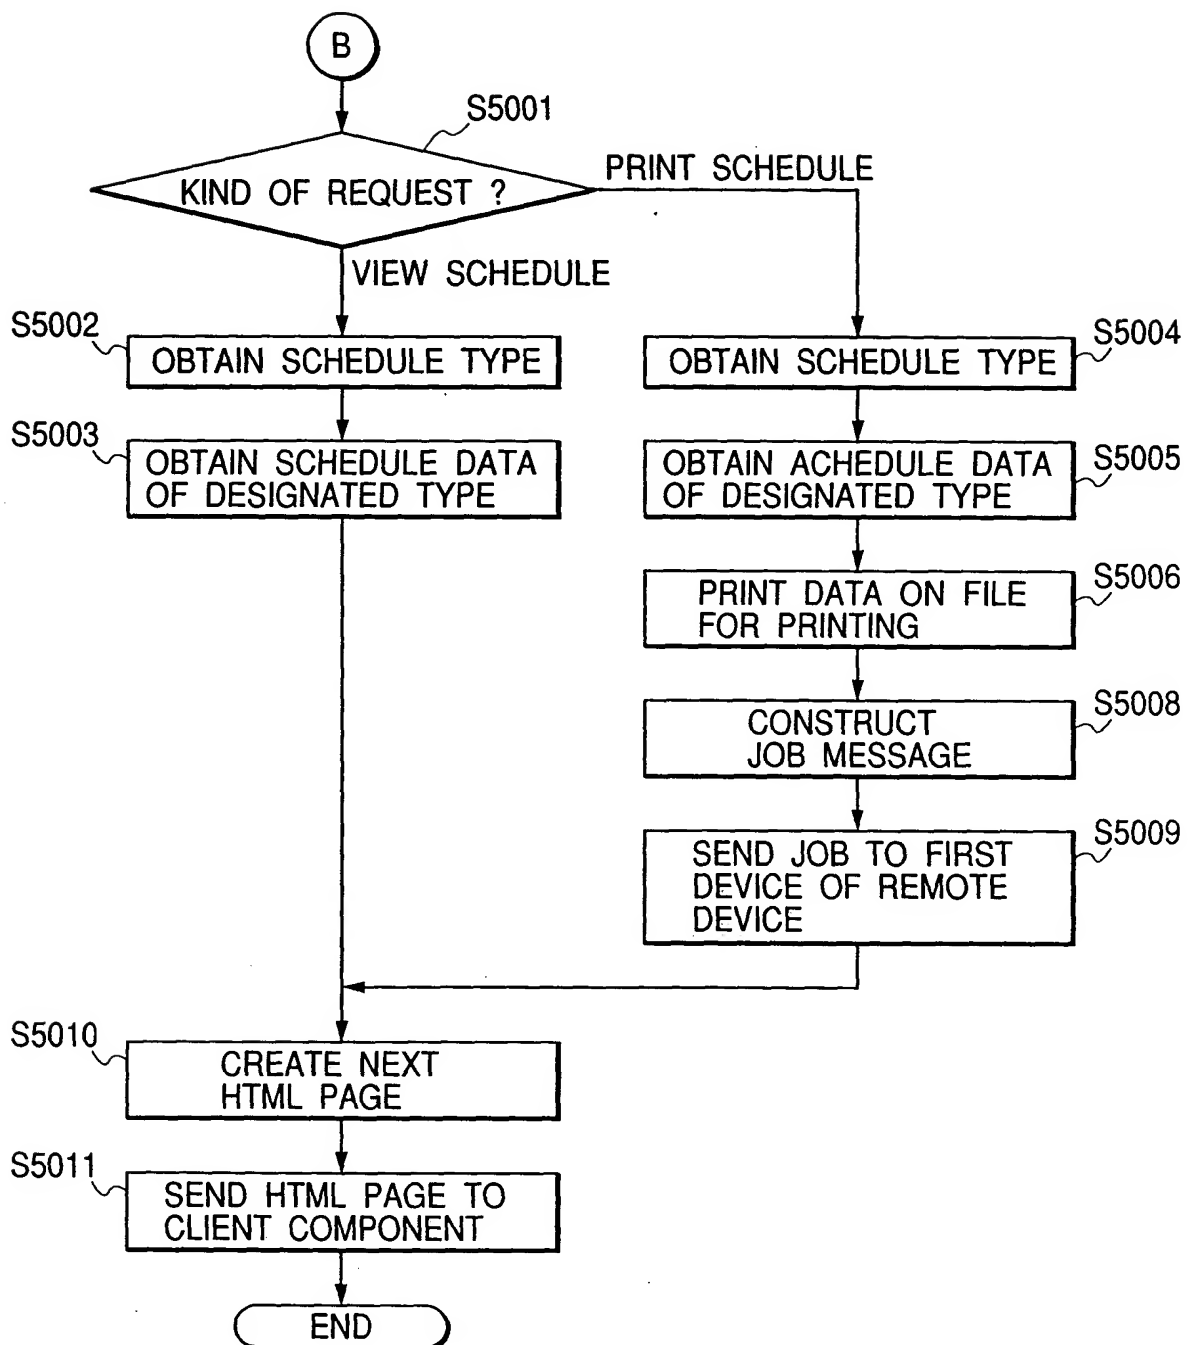 B
S5001
KIND OF REQUEST ?
PRINT SCHEDULE
VIEW SCHEDULE
S5002
OBTAIN SCHEDULE TYPE
S5004
OBTAIN SCHEDULE TYPE
S5003
OBTAIN SCHEDULE DATA
OF DESIGNATED TYPE
S5005
OBTAIN ACHEDULE DATA
OF DESIGNATED TYPE
S5006
PRINT DATA ON FILE
FOR PRINTING
S5008
CONSTRUCT
JOB MESSAGE
S5009
SEND JOB TO FIRST
DEVICE OF REMOTE
DEVICE
S5010
CREATE NEXT
HTML PAGE
S5011
SEND HTML PAGE TO
CLIENT COMPONENT
END